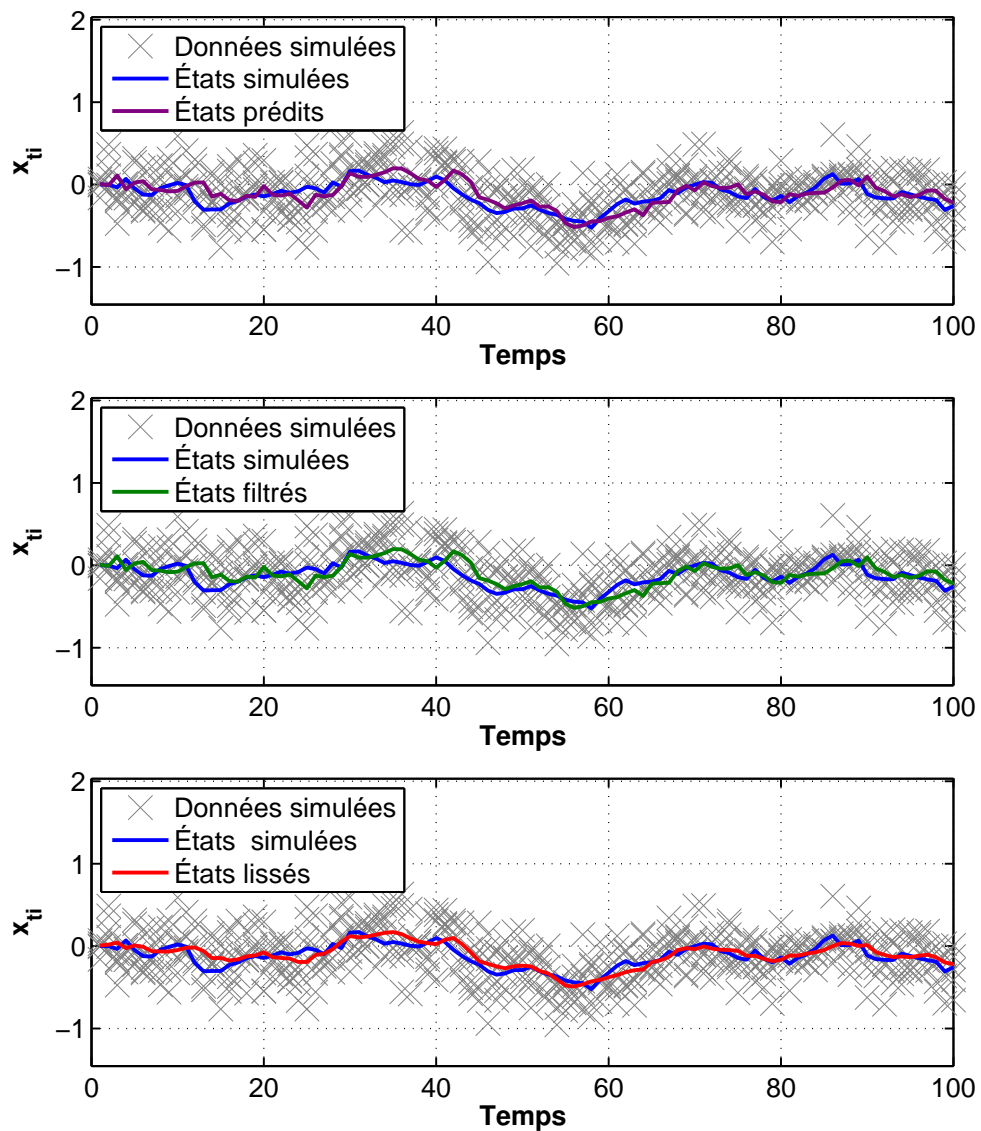 2
Données simulées
États simulées
États prédits
1
0
−1
x_ti
0 20 40 60 80 100
Temps
2
Données simulées
États simulées
États filtrés
1
0
−1
x_ti
0 20 40 60 80 100
Temps
2
Données simulées
États  simulées
États lissés
1
0
−1
x_ti
0 20 40 60 80 100
Temps